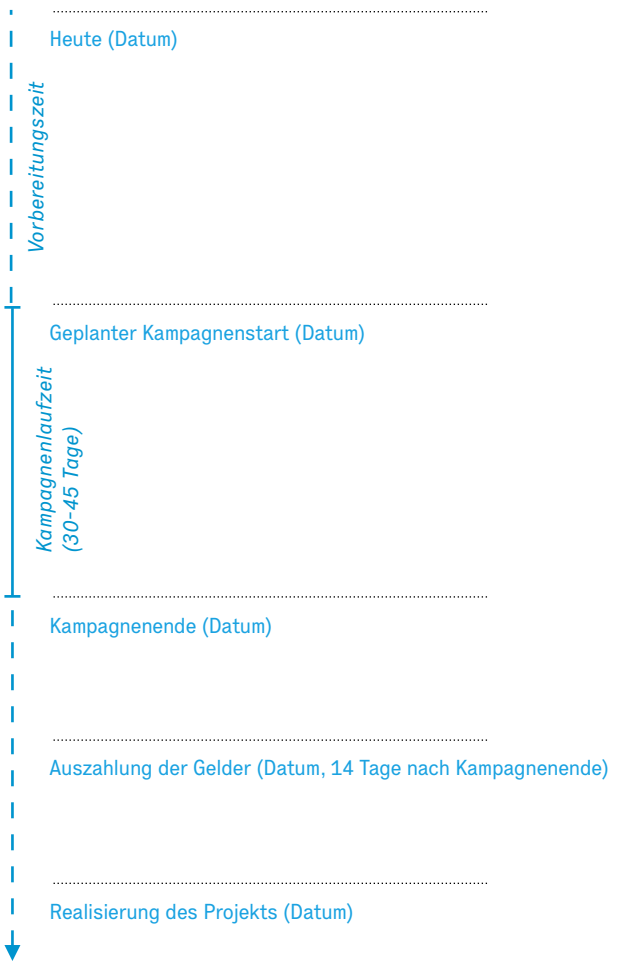 Heute (Datum)
Vorbereitungszeit
Geplanter Kampagnenstart (Datum)
Kampagnenlaufzeit
(30-45 Tage)
Kampagnenende (Datum)
Auszahlung der Gelder (Datum, 14 Tage nach Kampagnenende)
Realisierung des Projekts (Datum)